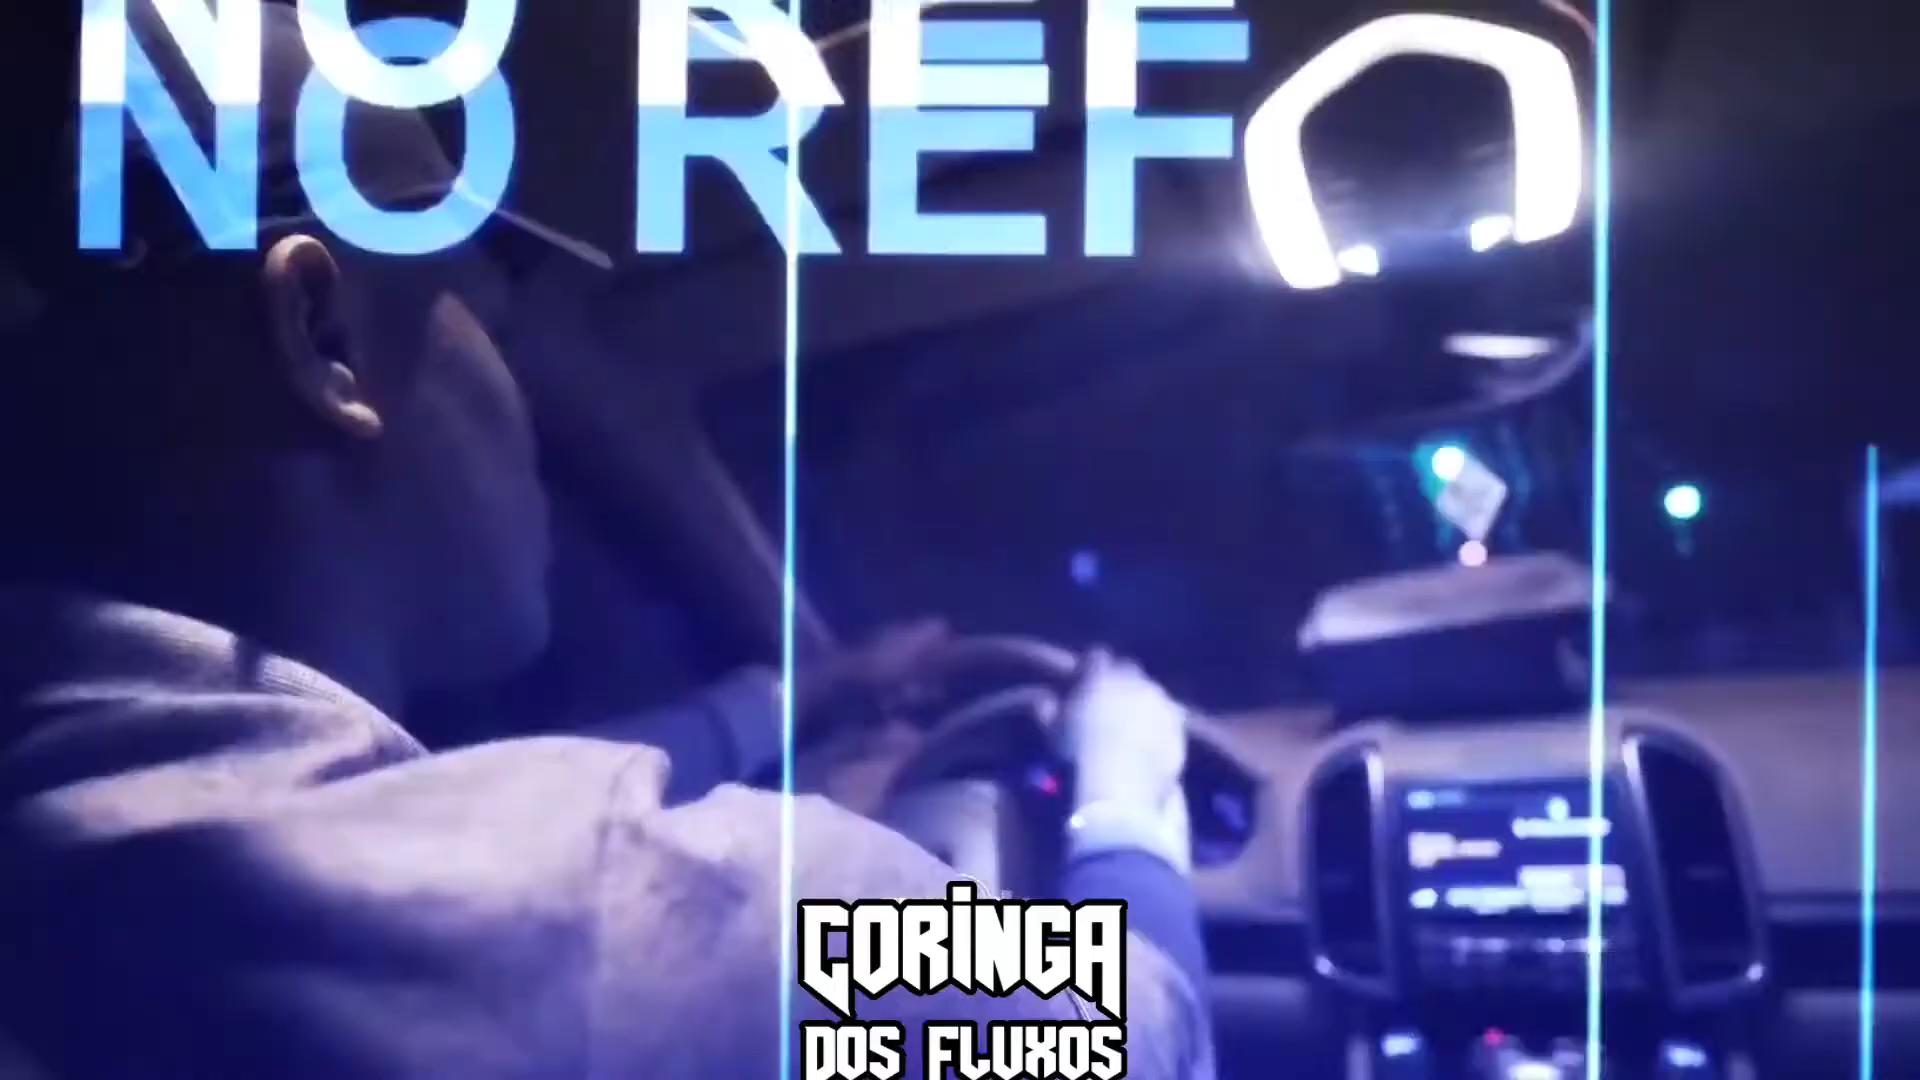 NO REF
NO REF
CORINGA
DOS FLUXOS